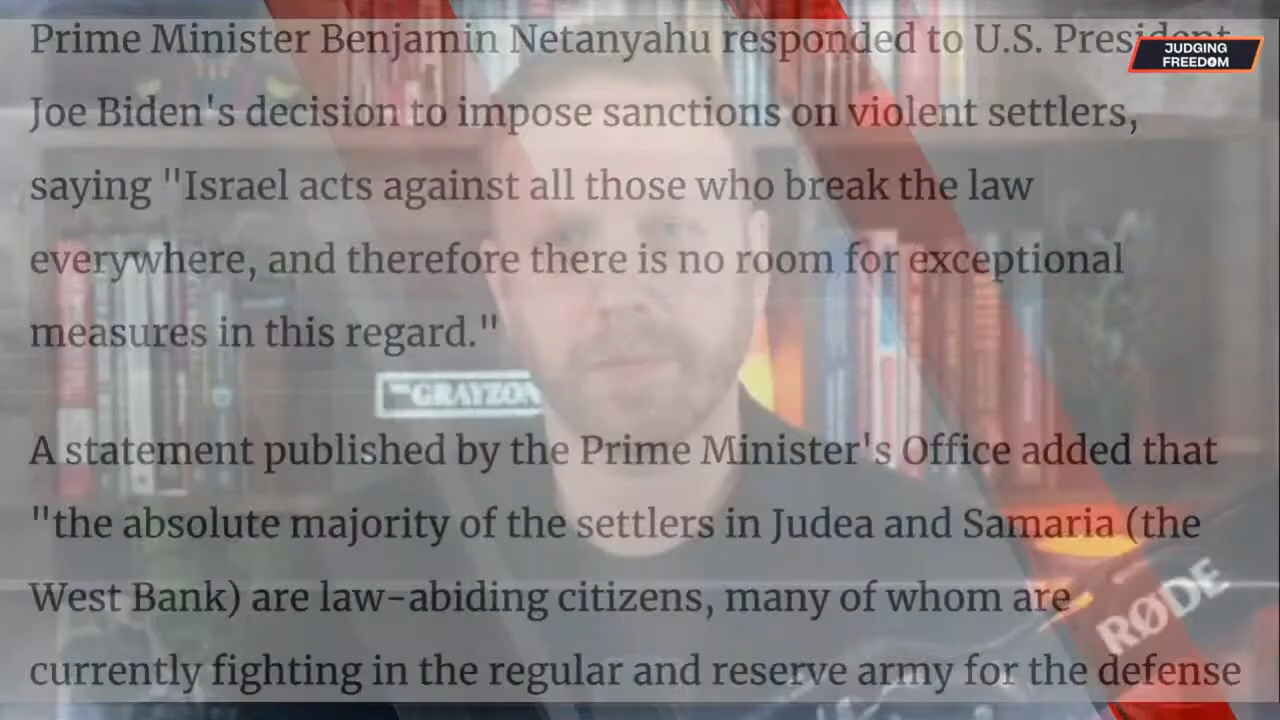 Prime Minister Benjamin Netanyahu responded to U.S. President
JUDGING
FREEDOM
Joe Biden's decision to impose sanctions on violent settlers,
saying "Israel acts against all those who break the law
everywhere, and therefore there is no room for exceptional
measures in this regard."
THE GRAYZON
A statement published by the Prime Minister's Office added that
"the absolute majority of the settlers in Judea and Samaria (the
West Bank) are law-abiding citizens, many of whom are
RØDE
currently fighting in the regular and reserve army for the defense